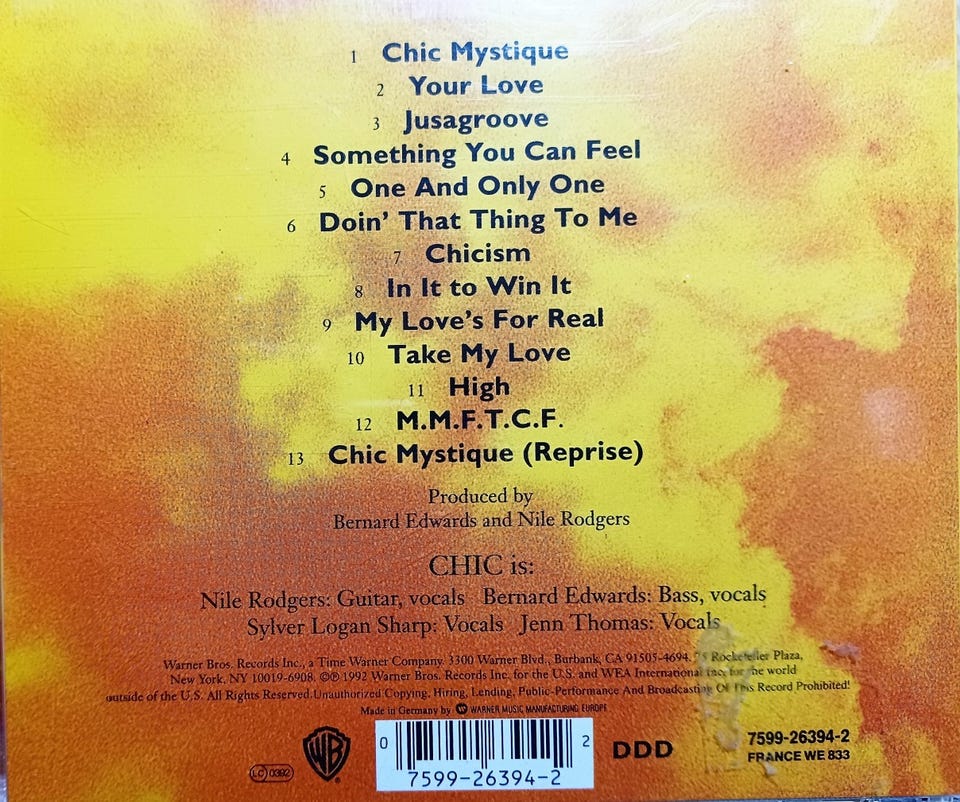 1 Chic Mystique
2 Your Love
3 Jusagroove
4 Something You Can Feel
5 One And Only One
6 Doin' That Thing To Me
7 Chicism
8 In It to Win It
9 My Love's For Real
10 Take My Love
11 High
12 M.M.F.T.C.F.
13 Chic Mystique (Reprise)
Produced by
Bernard Edwards and Nile Rodgers
CHIC is:
Nile Rodgers: Guitar, vocals Bernard Edwards: Bass, vocals
Sylver Logan Sharp: Vocals Jenn Thomas: Vocals
Warner Bros. Records Inc., a Time Warner Company. 3300 Warner Blvd., Burbank, CA 91505-4694. Rockefeller Plaza,
New York, NY 10019-6908. ©℗ 1992 Warner Bros. Records Inc. for the U.S. and WEA International Inc. for the world
outside of the U.S. All Rights Reserved. Unauthorized Copying, Hiring, Lending, Public-Performance And Broadcasting Of This Record Prohibited!
Made in Germany by WARNER MUSIC MANUFACTURING EUROPE
LC 0392
WB
0 7599-26394-2 2
DDD
7599-26394-2
FRANCE WE 833